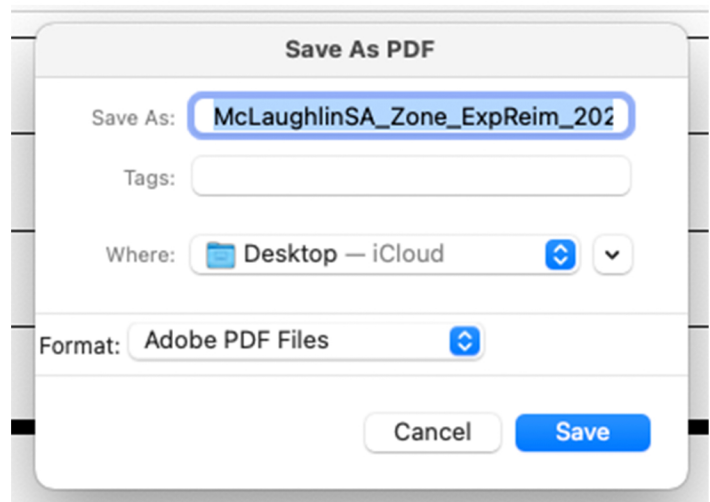 Save As PDF
Save As: McLaughlinSA_Zone_ExpReim_202
Tags:
Where: Desktop — iCloud
Format: Adobe PDF Files
Cancel Save